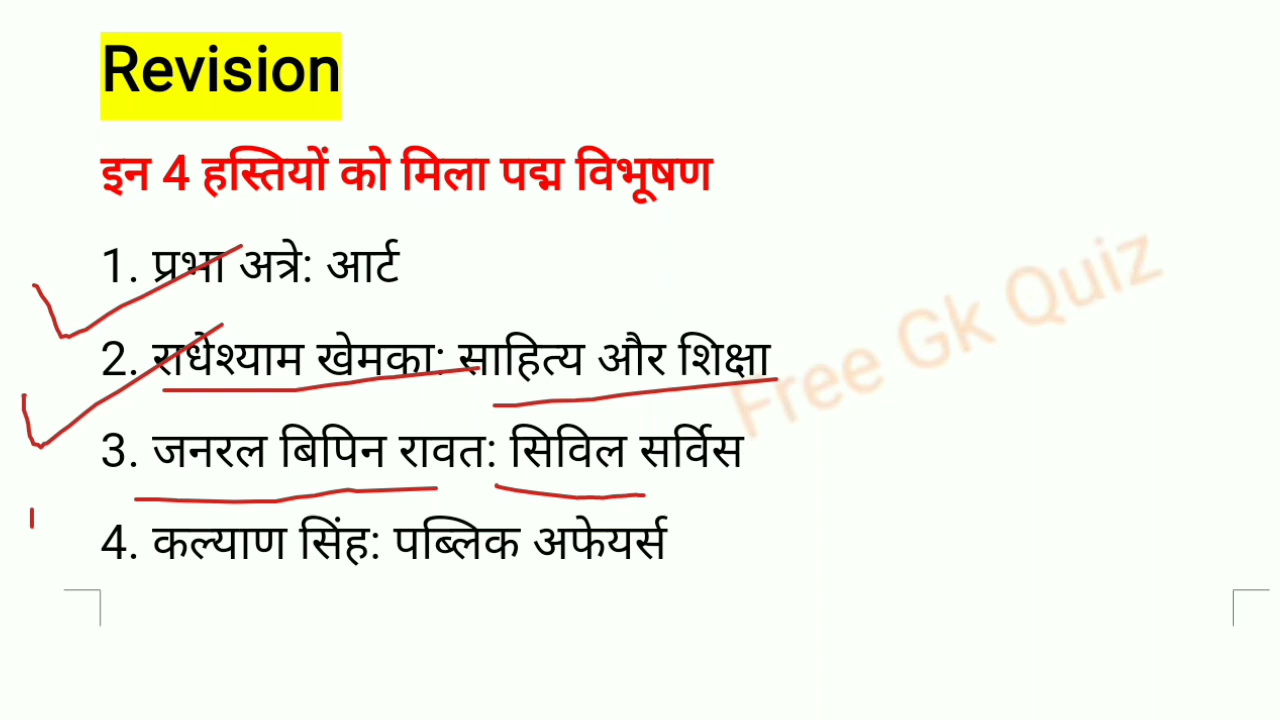 Revision
इन 4 हस्तियों को मिला पद्म विभूषण
1. प्रभा अत्रे: आर्ट
2. राधेश्याम खेमका: साहित्य और शिक्षा
3. जनरल बिपिन रावत: सिविल सर्विस
4. कल्याण सिंह: पब्लिक अफेयर्स
Free Gk Quiz